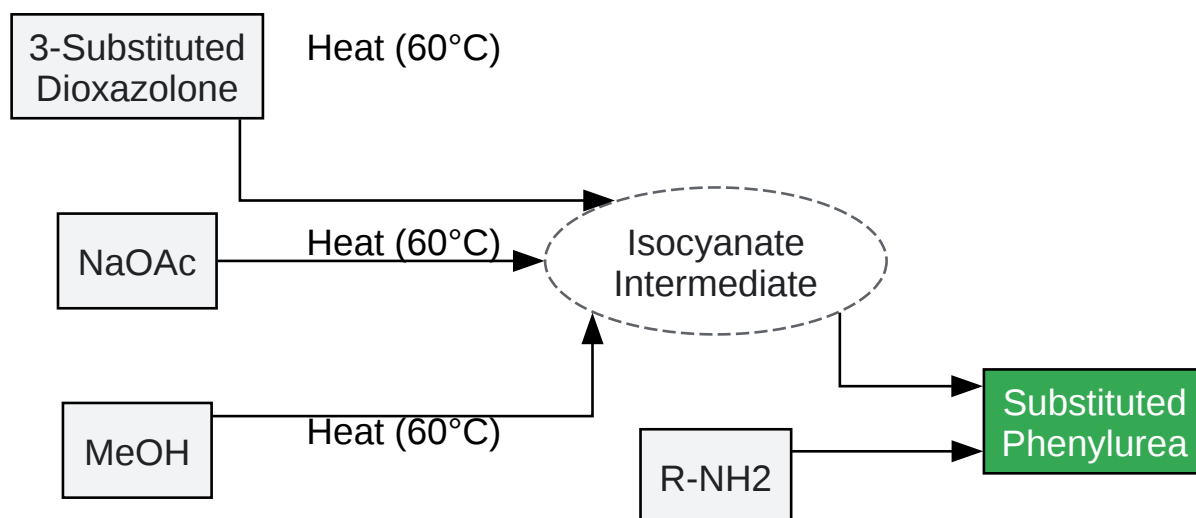 3-Substituted
Dioxazolone
Heat (60°C)
NaOAc
Heat (60°C)
Isocyanate
Intermediate
MeOH
Heat (60°C)
R-NH2
Substituted
Phenylurea